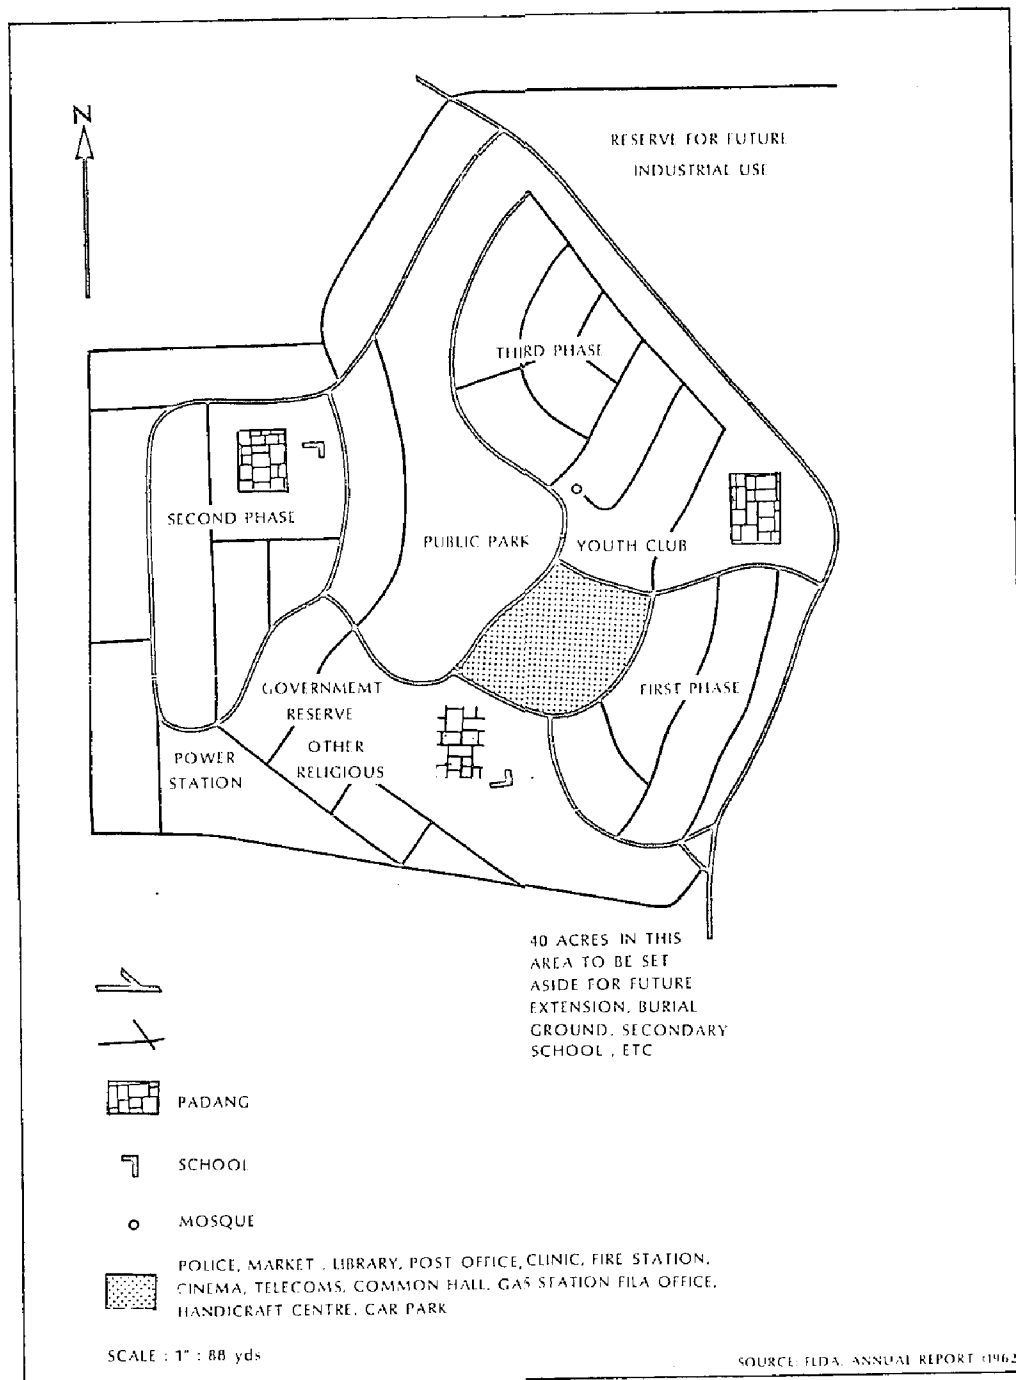 N
RESERVE FOR FUTURE
INDUSTRIAL USE
THIRD PHASE
SECOND PHASE
PUBLIC PARK
YOUTH CLUB
GOVERNMEMT
RESERVE
FIRST PHASE
OTHER
RELIGIOUS
POWER
STATION
40 ACRES IN THIS
AREA TO BE SET
ASIDE FOR FUTURE
EXTENSION, BURIAL
GROUND, SECONDARY
SCHOOL , ETC
PADANG
SCHOOL
MOSQUE
POLICE, MARKET , LIBRARY, POST OFFICE, CLINIC, FIRE STATION,
CINEMA, TELECOMS, COMMON HALL, GAS STATION FILA OFFICE,
HANDICRAFT CENTRE, CAR PARK
SCALE : 1" : 88 yds
SOURCE: FLDA, ANNUAL REPORT (1962